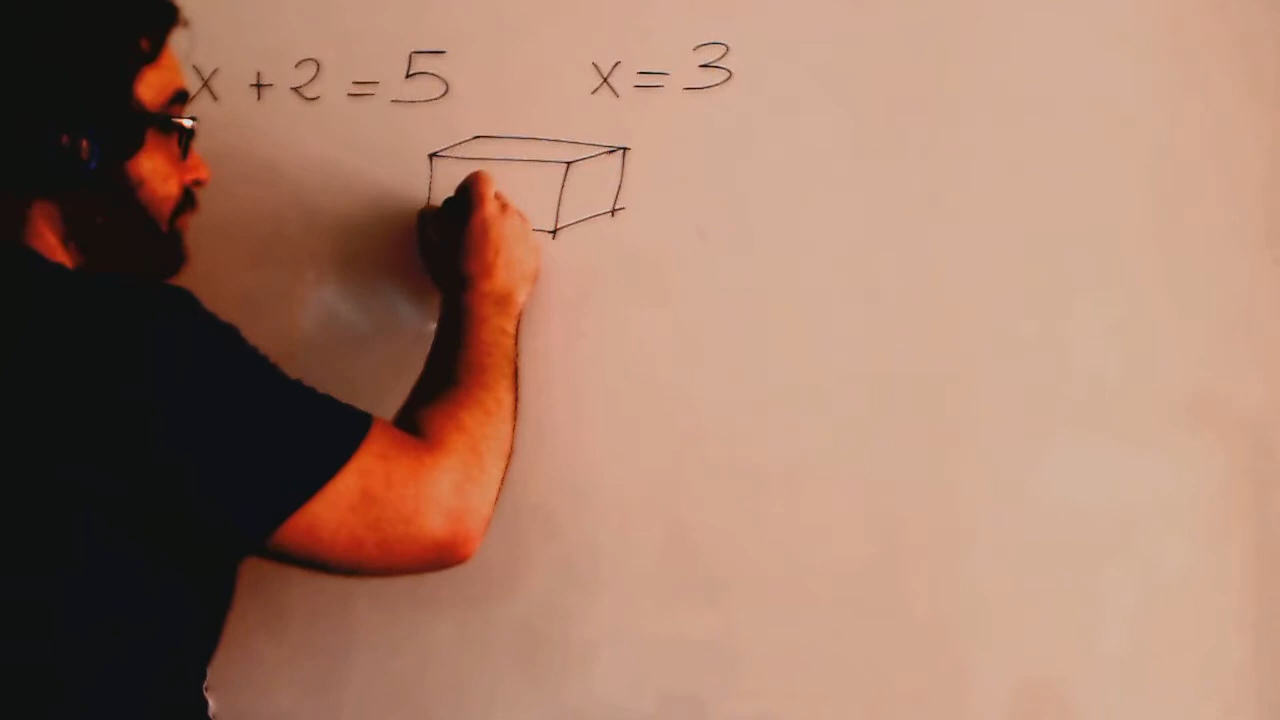 x + 2 = 5 x = 3